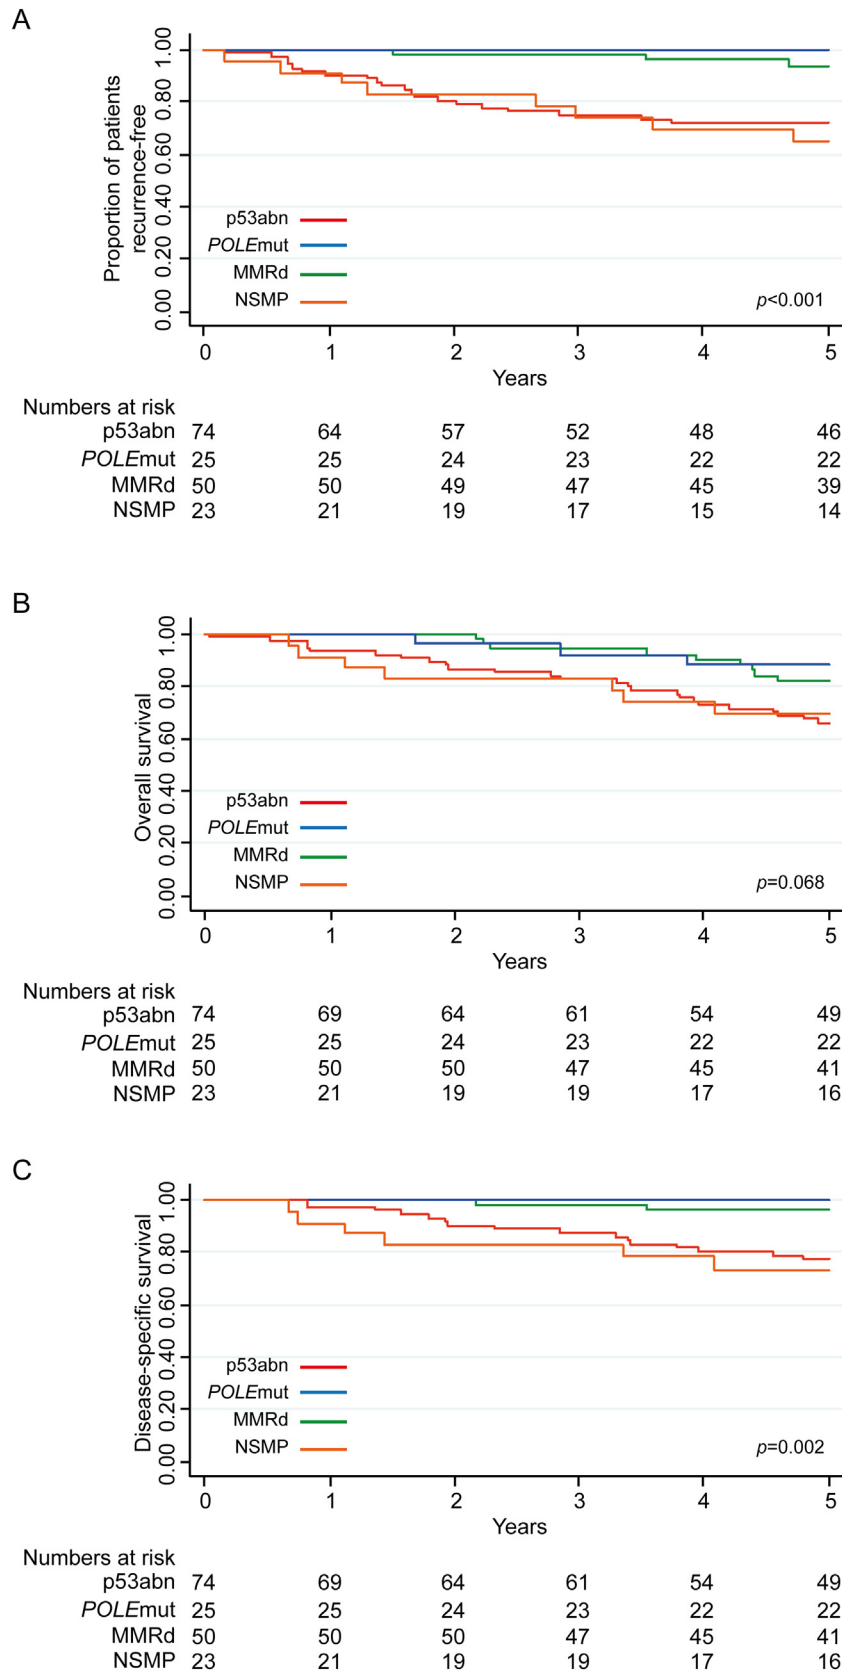 A
Proportion of patients
recurrence-free
1.00
0.80
0.60
0.40
0.20
0.00
p53abn
POLEmut
MMRd
NSMP
p<0.001
0 1 2 3 4 5
Years
Numbers at risk
p53abn 74 64 57 52 48 46
POLEmut 25 25 24 23 22 22
MMRd 50 50 49 47 45 39
NSMP 23 21 19 17 15 14
B
Overall survival
1.00
0.80
0.60
0.40
0.20
0.00
p53abn
POLEmut
MMRd
NSMP
p=0.068
0 1 2 3 4 5
Years
Numbers at risk
p53abn 74 69 64 61 54 49
POLEmut 25 25 24 23 22 22
MMRd 50 50 50 47 45 41
NSMP 23 21 19 19 17 16
C
Disease-specific survival
1.00
0.80
0.60
0.40
0.20
0.00
p53abn
POLEmut
MMRd
NSMP
p=0.002
0 1 2 3 4 5
Years
Numbers at risk
p53abn 74 69 64 61 54 49
POLEmut 25 25 24 23 22 22
MMRd 50 50 50 47 45 41
NSMP 23 21 19 19 17 16